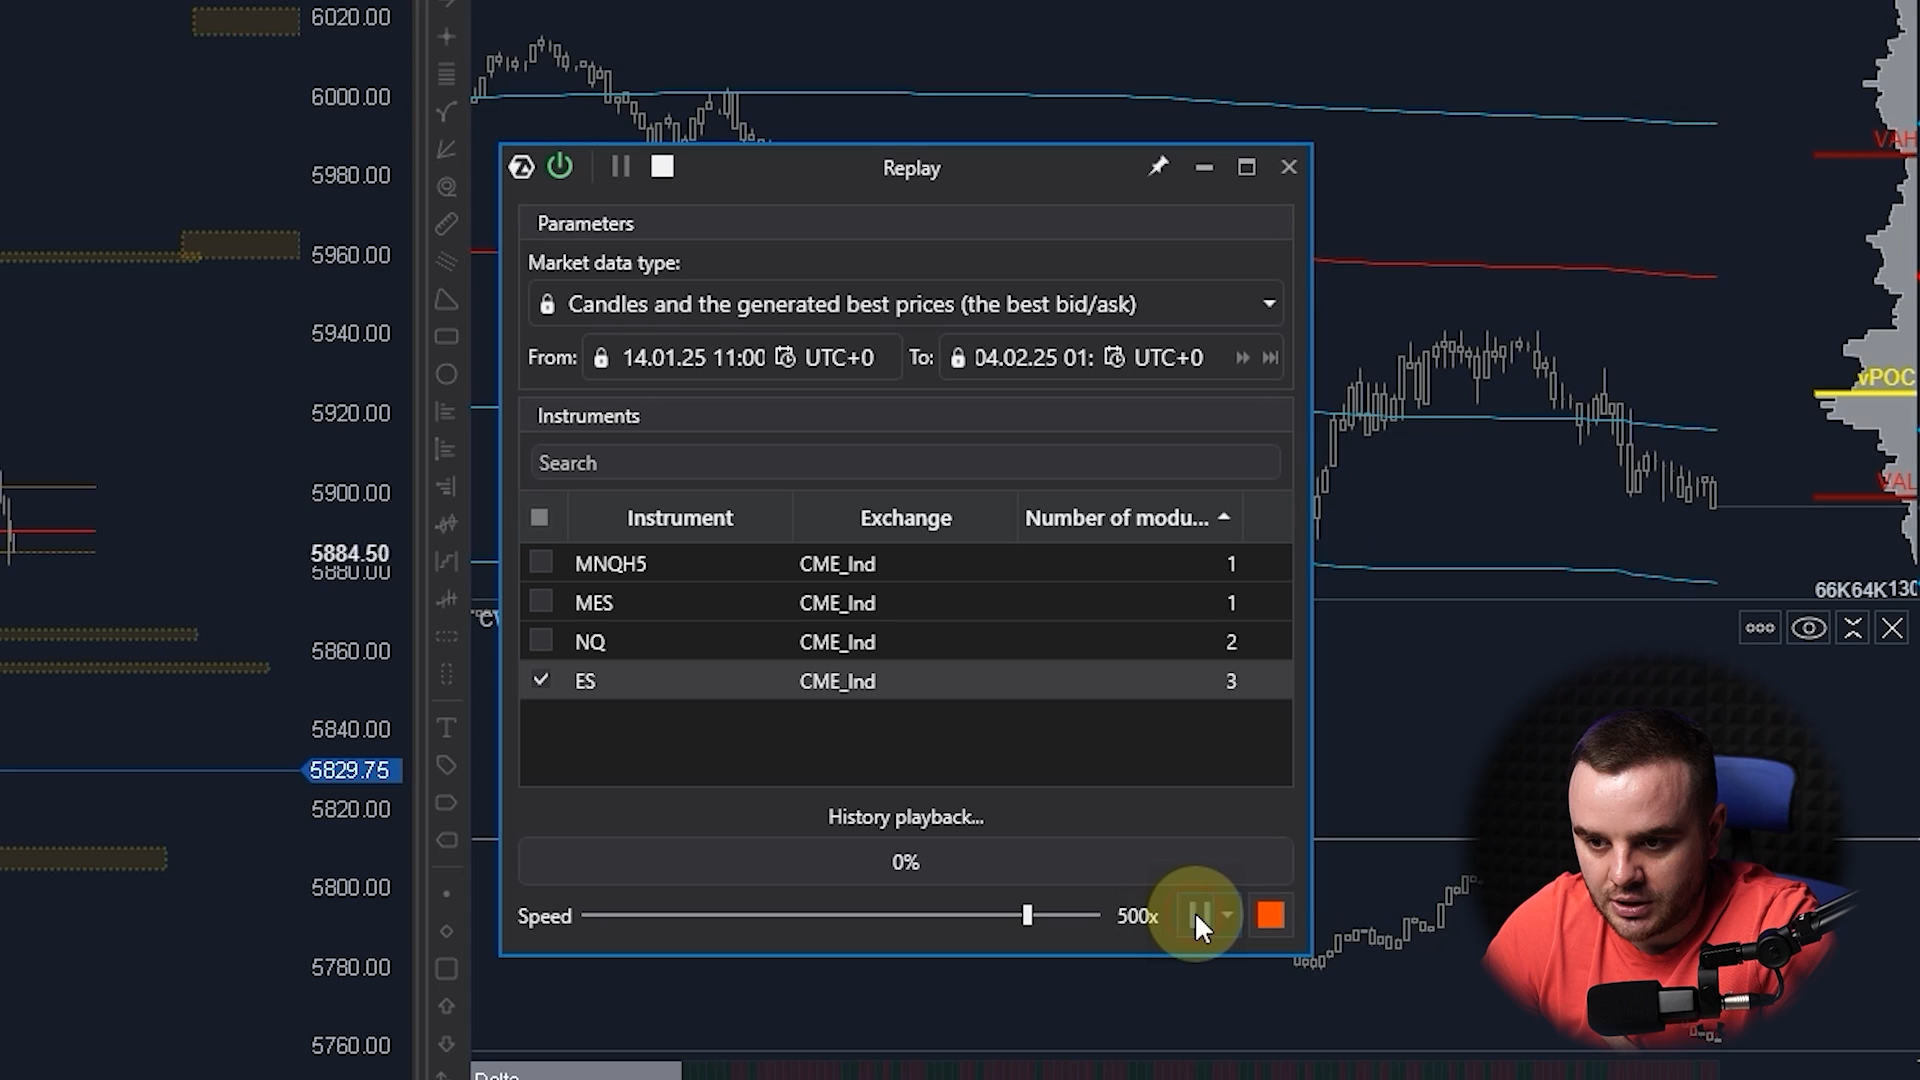 6020.00
6000.00
5980.00
5960.00
5940.00
5920.00
5900.00
5884.50
5880.00
5860.00
5840.00
5829.75
5820.00
5800.00
5780.00
5760.00
Replay
Parameters
Market data type:
Candles and the generated best prices (the best bid/ask)
From: 14.01.25 11:00 UTC+0 To: 04.02.25 01: UTC+0
Instruments
Search
Instrument Exchange Number of modu...
MNQH5 CME_Ind 1
MES CME_Ind 1
NQ CME_Ind 2
ES CME_Ind 3
History playback...
0%
Speed 500x
VAH
vPOC
VAL
66K64K130
T
Delta